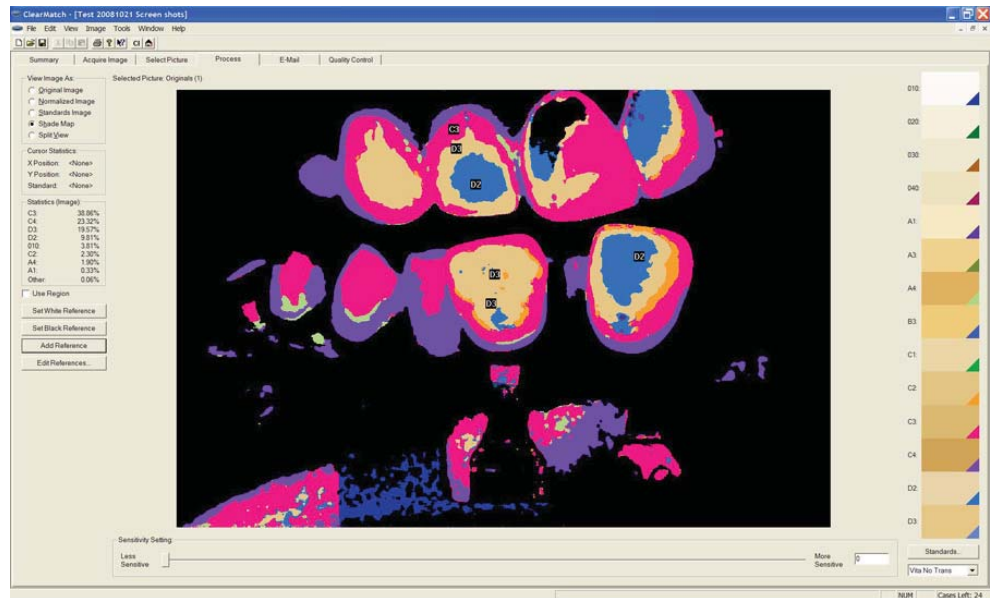 ClearMatch - [Test 20081021 Screen shots]
File Edit View Image Tools Window Help
CI
Summary Acquire Image Select Picture Process E-Mail Quality Control
View Image As:
Original Image
Normalized Image
Standards Image
Shade Map
Split View
Cursor Statistics:
X Position: <None>
Y Position: <None>
Standard: <None>
Statistics (Image):
C3: 38.86%
C4: 23.32%
D3: 19.57%
D2: 9.81%
010: 3.81%
C2: 2.30%
A4: 1.90%
A1: 0.33%
Other: 0.06%
Use Region
Set White Reference
Set Black Reference
Add Reference
Edit References...
Selected Picture: Originals (1)
C3
D3
D2
D2
D3
D3
Sensitivity Setting:
Less Sensitive
More Sensitive
0
010:
020:
030:
040:
A1:
A3:
A4:
B3:
C1:
C2:
C3:
C4:
D2:
D3:
Standards...
Vita No Trans
NUM Cases Left: 24